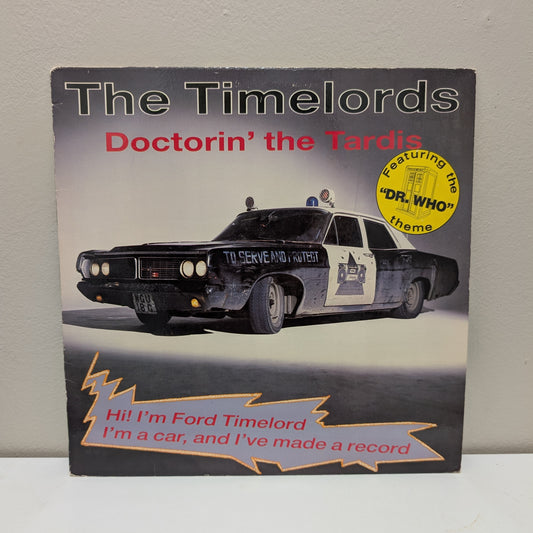 The Timelords
Doctorin' the Tardis
Featuring the
"DR. WHO"
theme
TO SERVE AND PROTECT
Hi! I'm Ford Timelord
I'm a car, and I've made a record